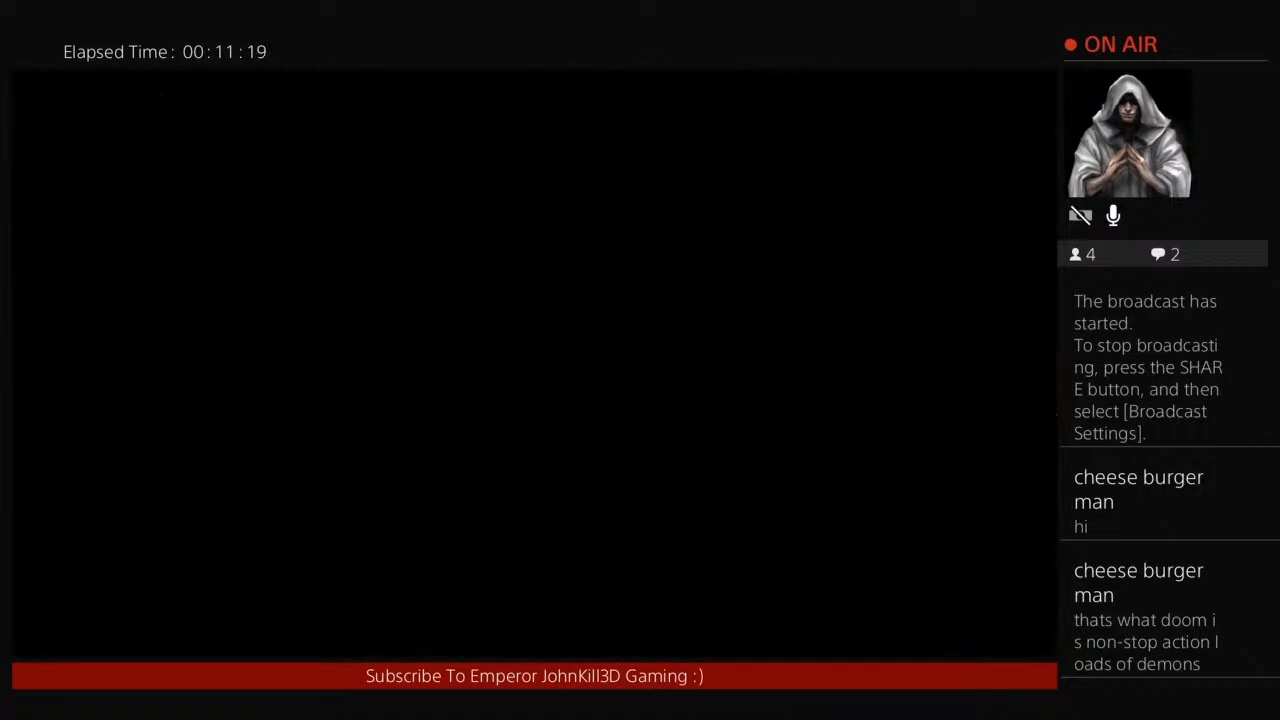 Elapsed Time: 00:11:19
ON AIR
4 2
The broadcast has
started.
To stop broadcasti
ng, press the SHAR
E button, and then
select [Broadcast
Settings].
cheese burger
man
hi
cheese burger
man
thats what doom i
s non-stop action l
oads of demons
Subscribe To Emperor JohnKill3D Gaming :)